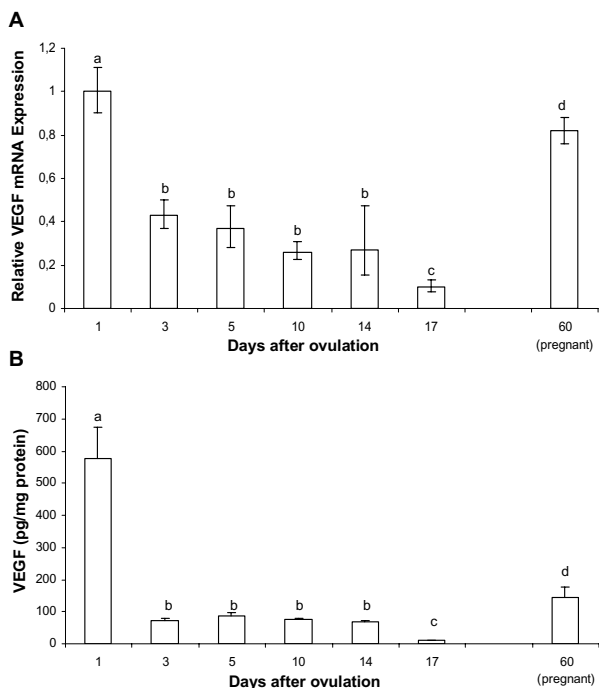 A
Relative VEGF mRNA Expression
1,2
1
0,8
0,6
0,4
0,2
0
a
b
b
b
b
c
d
1 3 5 10 14 17 60
(pregnant)
Days after ovulation
B
VEGF (pg/mg protein)
800
700
600
500
400
300
200
100
0
a
b
b
b
b
c
d
1 3 5 10 14 17 60
(pregnant)
Days after ovulation